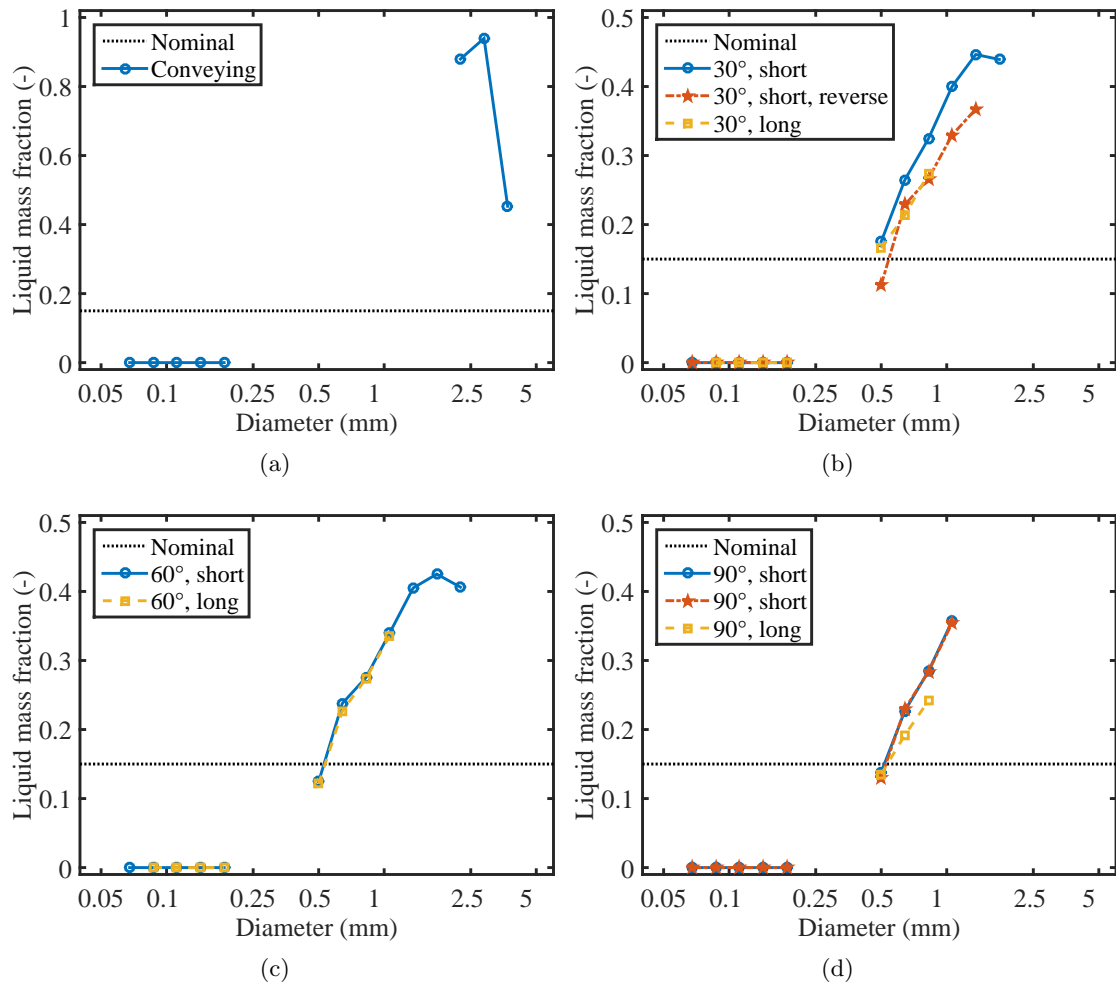 1
0.8
0.6
0.4
0.2
0
Liquid mass fraction (-)
Nominal
Conveying
0.05 0.1 0.25 0.5 1 2.5 5
Diameter (mm)
(a)
0.5
0.4
0.3
0.2
0.1
0
Liquid mass fraction (-)
Nominal
30°, short
30°, short, reverse
30°, long
0.05 0.1 0.25 0.5 1 2.5 5
Diameter (mm)
(b)
0.5
0.4
0.3
0.2
0.1
0
Liquid mass fraction (-)
Nominal
60°, short
60°, long
0.05 0.1 0.25 0.5 1 2.5 5
Diameter (mm)
(c)
0.5
0.4
0.3
0.2
0.1
0
Liquid mass fraction (-)
Nominal
90°, short
90°, short
90°, long
0.05 0.1 0.25 0.5 1 2.5 5
Diameter (mm)
(d)